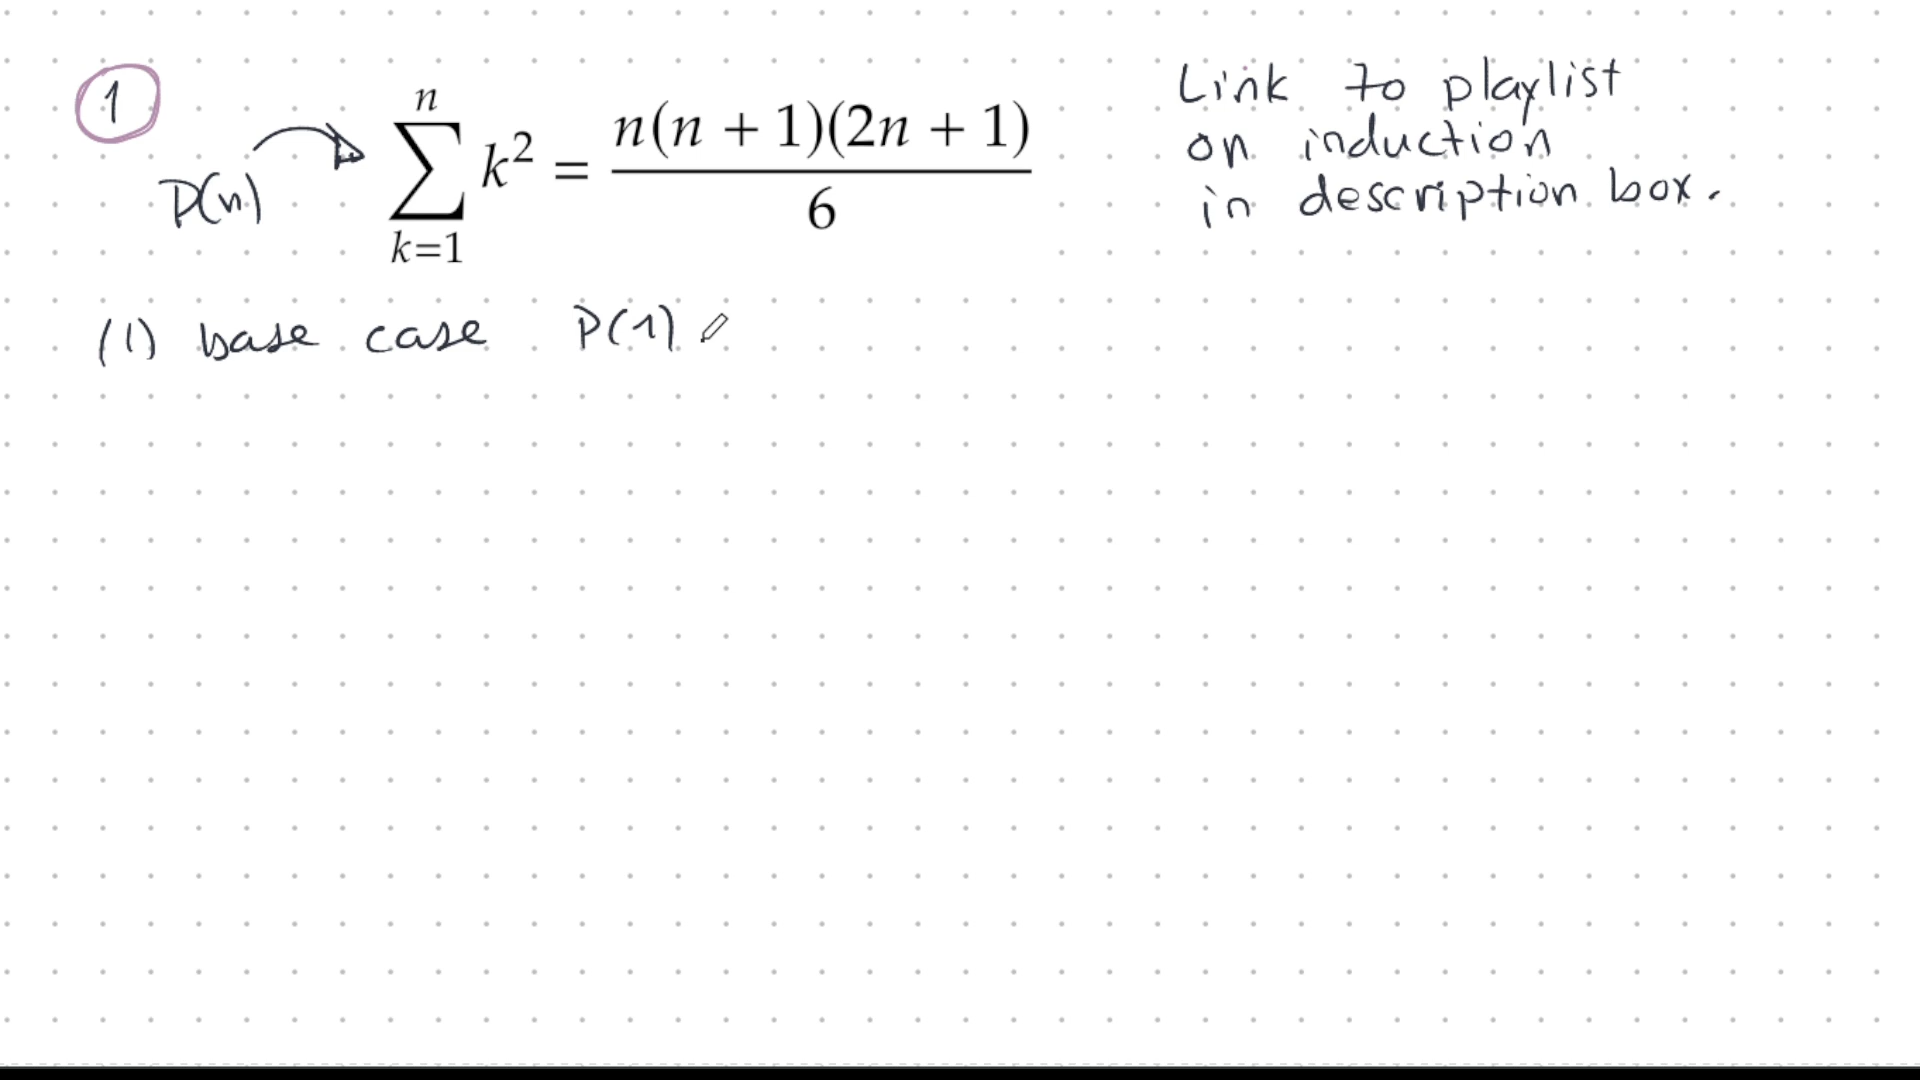 1
P(n)
n
∑ k² = n(n + 1)(2n + 1) / 6
k=1
Link to playlist
on induction
in description box.
(1) base case P(1)